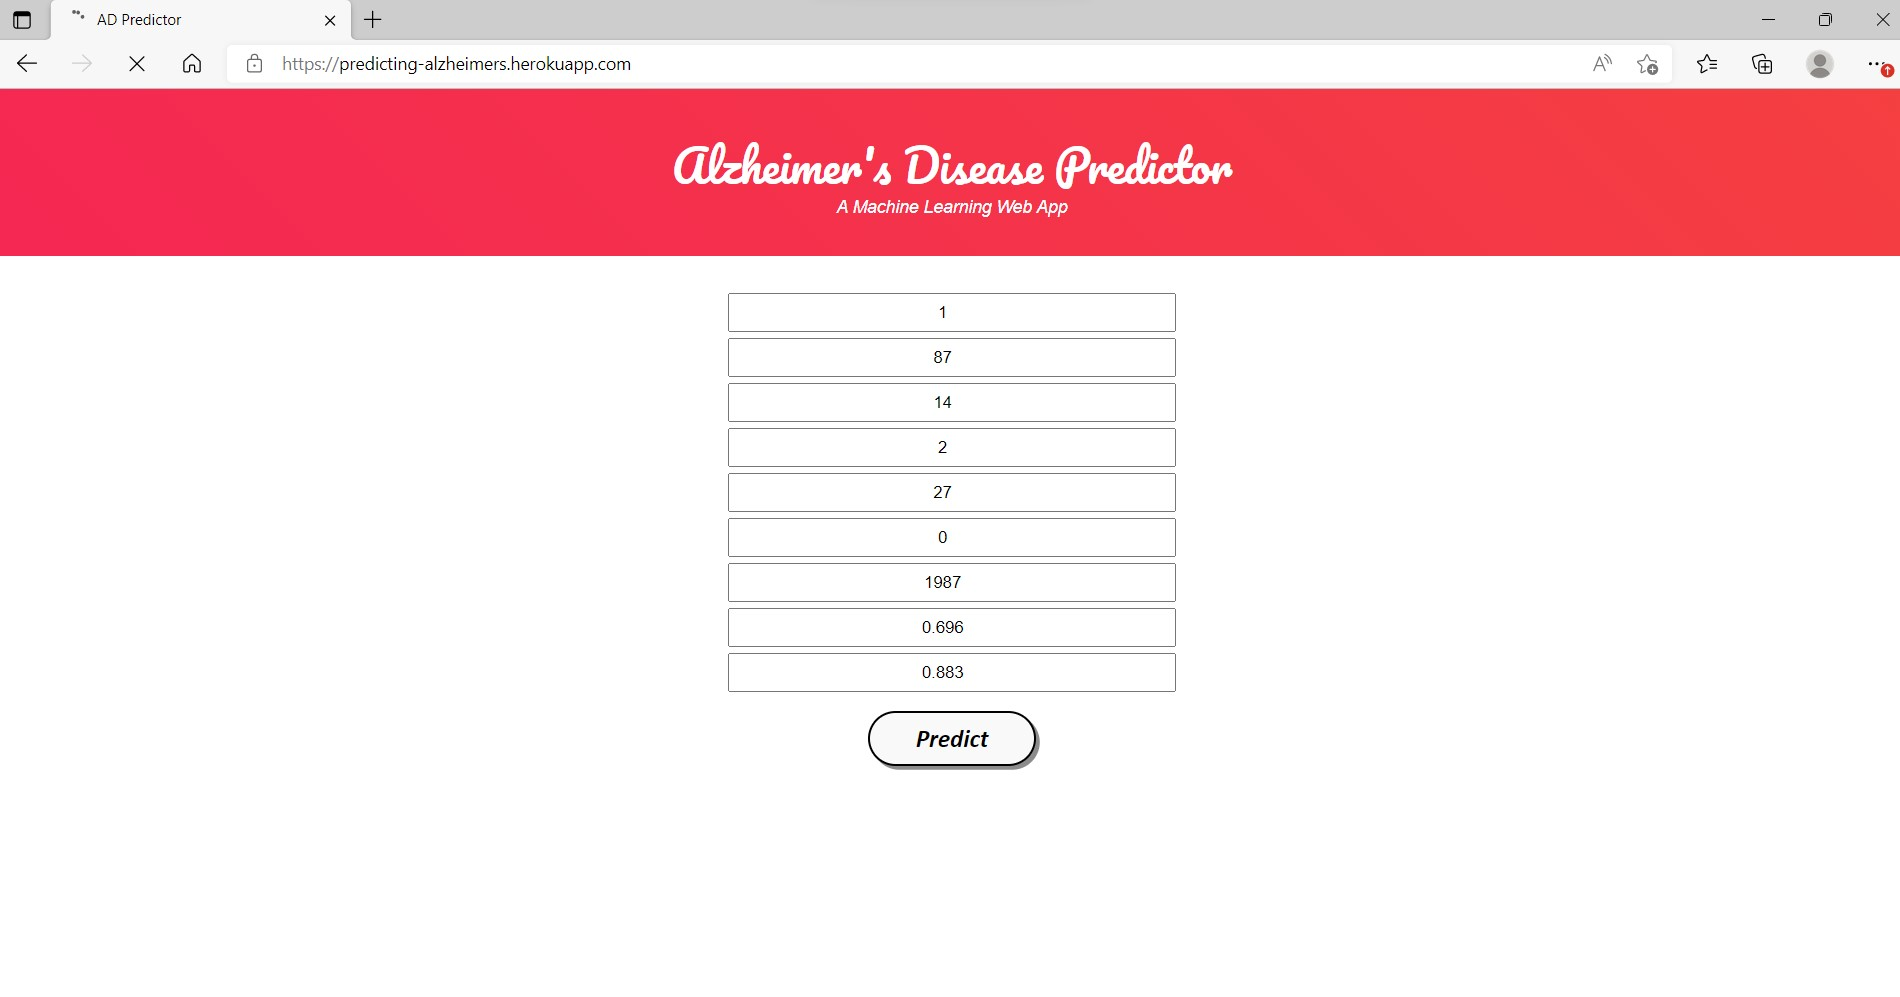 AD Predictor
https://predicting-alzheimers.herokuapp.com
Alzheimer's Disease Predictor
A Machine Learning Web App
1
87
14
2
27
0
1987
0.696
0.883
Predict